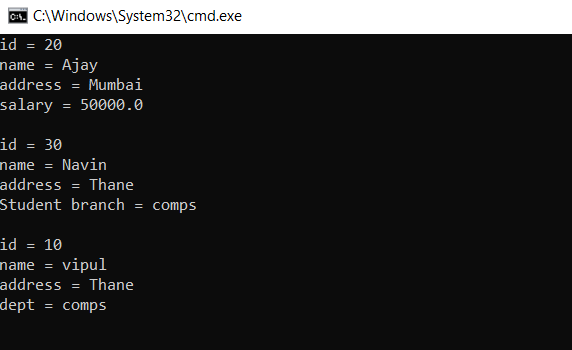 C:\Windows\System32\cmd.exe
id = 20
name = Ajay
address = Mumbai
salary = 50000.0
id = 30
name = Navin
address = Thane
Student branch = comps
id = 10
name = vipul
address = Thane
dept = comps